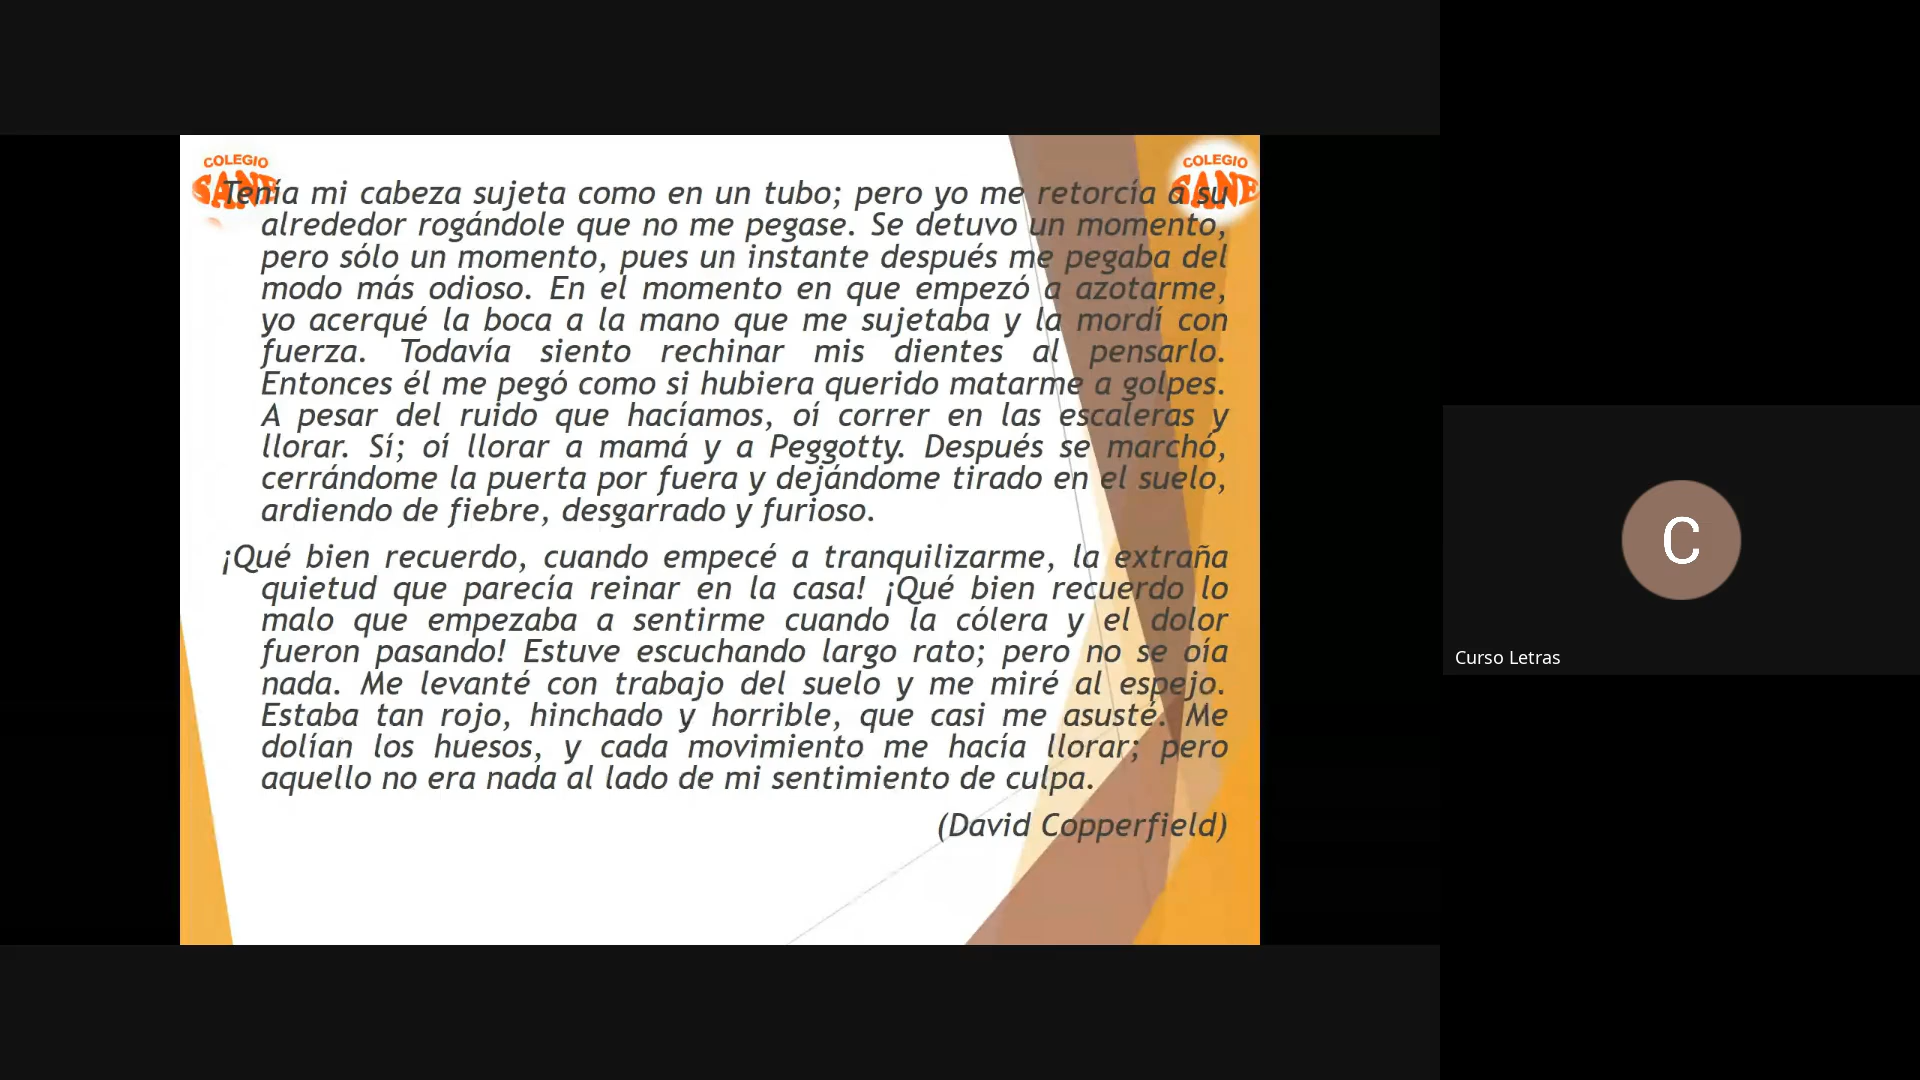 COLEGIO
SANE
COLEGIO
SANE
Tenía mi cabeza sujeta como en un tubo; pero yo me retorcía a su
alrededor rogándole que no me pegase. Se detuvo un momento,
pero sólo un momento, pues un instante después me pegaba del
modo más odioso. En el momento en que empezó a azotarme,
yo acerqué la boca a la mano que me sujetaba y la mordí con
fuerza. Todavía siento rechinar mis dientes al pensarlo.
Entonces él me pegó como si hubiera querido matarme a golpes.
A pesar del ruido que hacíamos, oí correr en las escaleras y
llorar. Sí; oí llorar a mamá y a Peggotty. Después se marchó,
cerrándome la puerta por fuera y dejándome tirado en el suelo,
ardiendo de fiebre, desgarrado y furioso.
¡Qué bien recuerdo, cuando empecé a tranquilizarme, la extraña
quietud que parecía reinar en la casa! ¡Qué bien recuerdo lo
malo que empezaba a sentirme cuando la cólera y el dolor
fueron pasando! Estuve escuchando largo rato; pero no se oía
nada. Me levanté con trabajo del suelo y me miré al espejo.
Estaba tan rojo, hinchado y horrible, que casi me asusté. Me
dolían los huesos, y cada movimiento me hacía llorar; pero
aquello no era nada al lado de mi sentimiento de culpa.
(David Copperfield)
C
Curso Letras